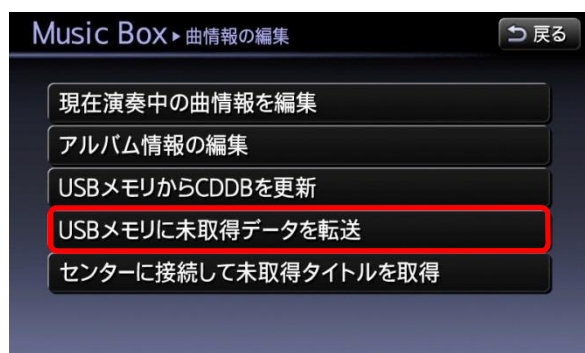 Music Box▶曲情報の編集
戻る
現在演奏中の曲情報を編集
アルバム情報の編集
USBメモリからCDDBを更新
USBメモリに未取得データを転送
センターに接続して未取得タイトルを取得